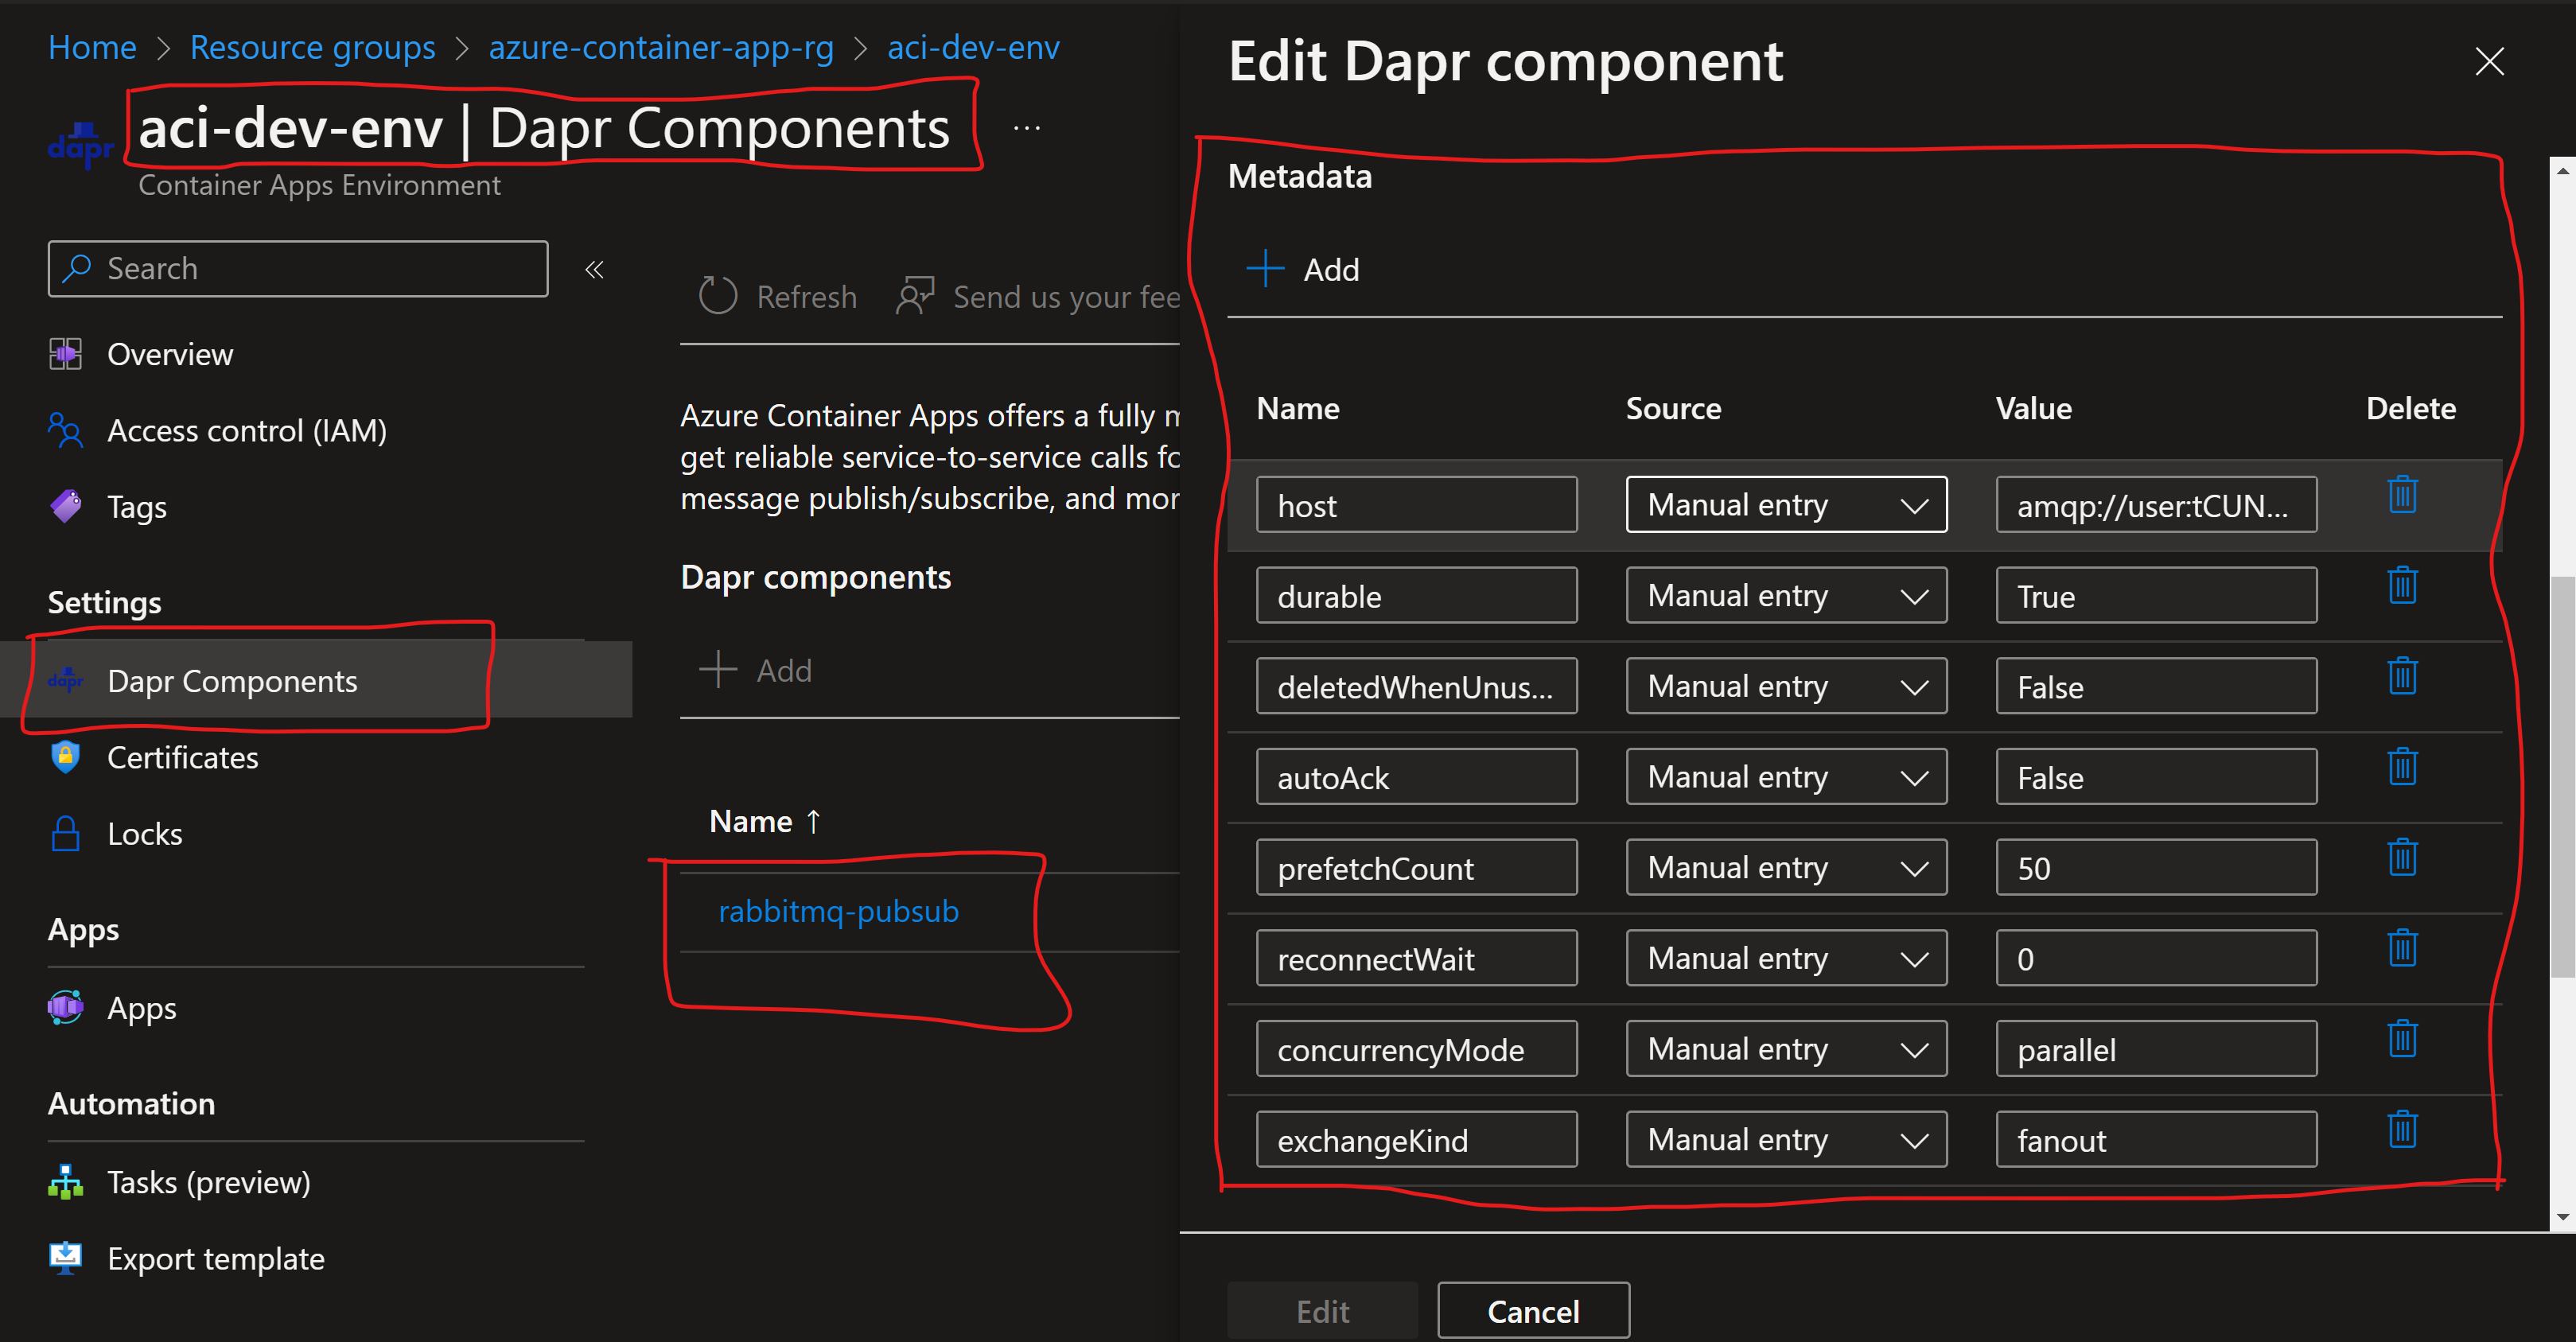 Home > Resource groups > azure-container-app-rg > aci-dev-env
dapr
aci-dev-env | Dapr Components ...
Container Apps Environment
Search «
Overview
Access control (IAM)
Tags
Settings
dapr Dapr Components
Certificates
Locks
Apps
Apps
Automation
Tasks (preview)
Export template
Refresh Send us your fee
Azure Container Apps offers a fully m
get reliable service-to-service calls fo
message publish/subscribe, and mor
Dapr components
+ Add
Name ↑
rabbitmq-pubsub
Edit Dapr component
Metadata
+ Add
Name Source Value Delete
host Manual entry amqp://user:tCUN...
durable Manual entry True
deletedWhenUnus... Manual entry False
autoAck Manual entry False
prefetchCount Manual entry 50
reconnectWait Manual entry 0
concurrencyMode Manual entry parallel
exchangeKind Manual entry fanout
Edit Cancel